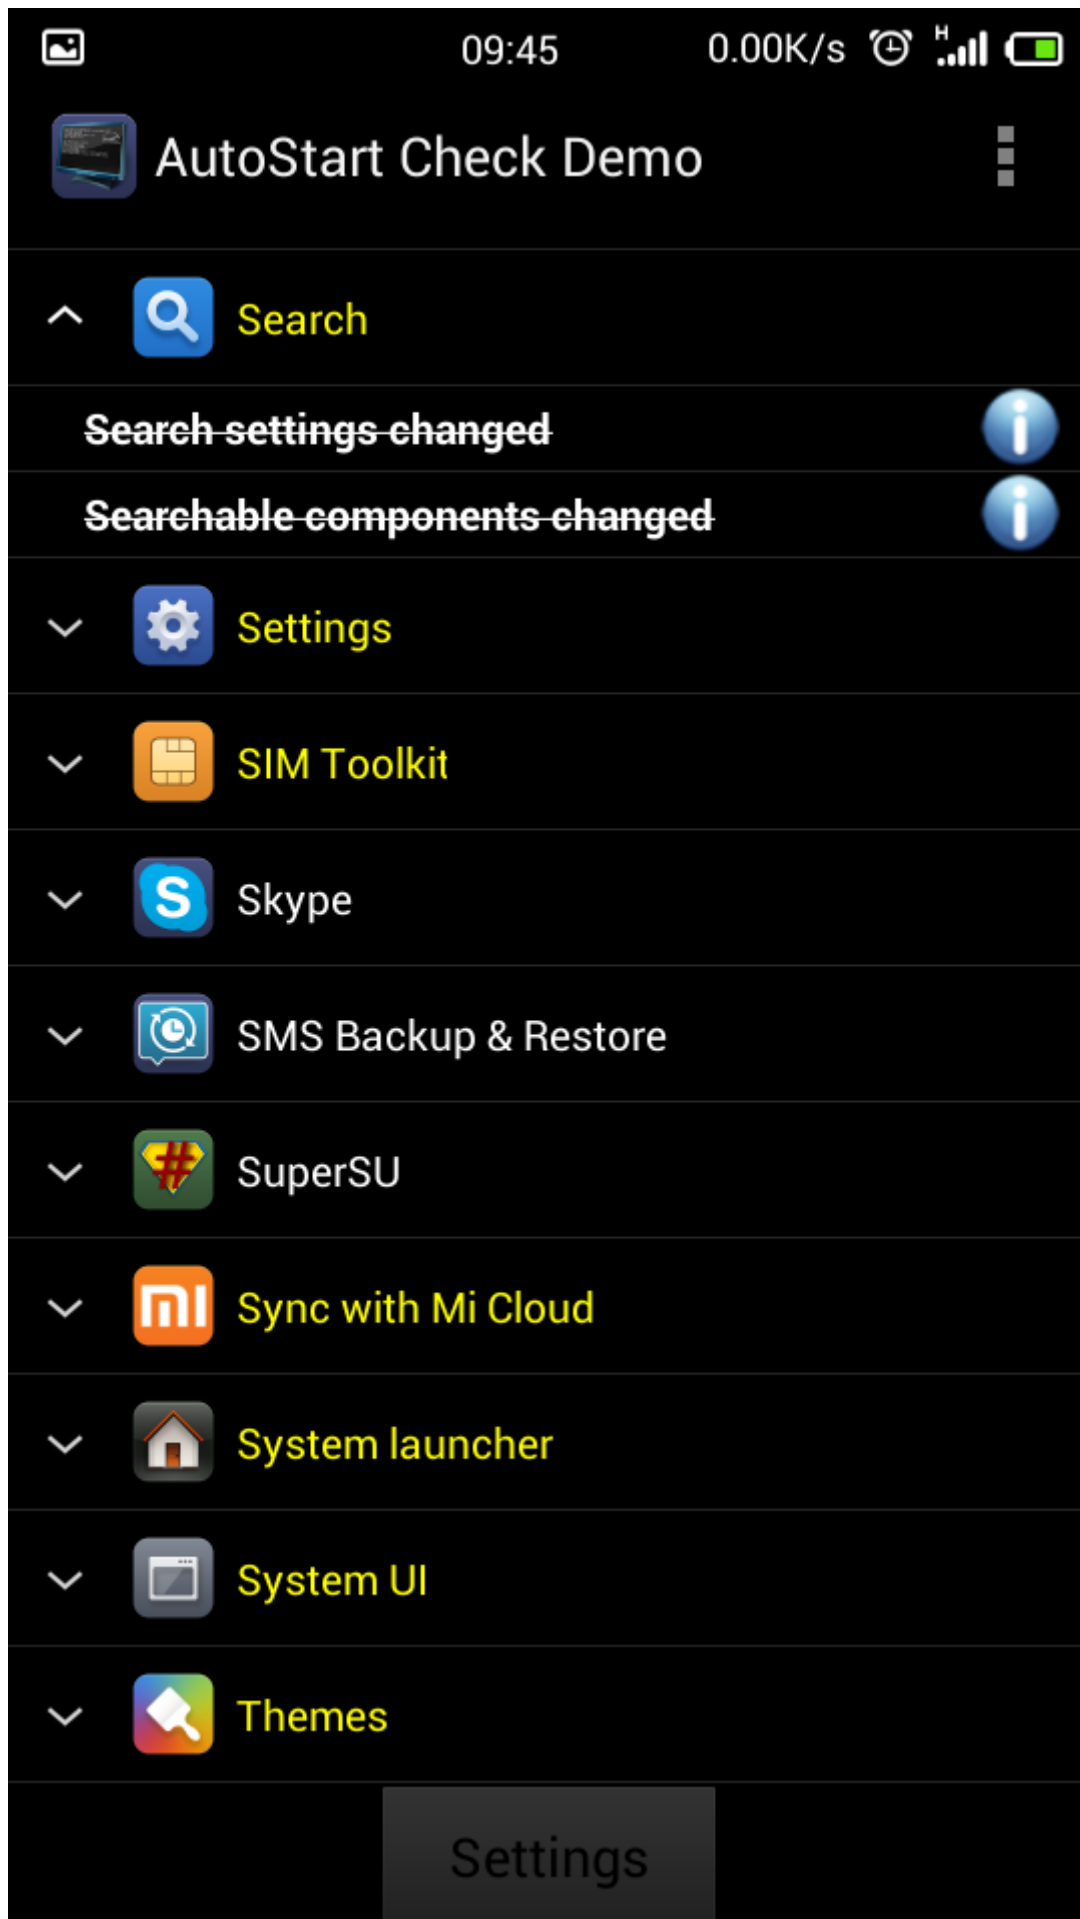 09:45 0.00K/s H
AutoStart Check Demo
Search
Search settings changed
Searchable components changed
Settings
SIM Toolkit
Skype
SMS Backup & Restore
SuperSU
Sync with Mi Cloud
System launcher
System UI
Themes
Settings